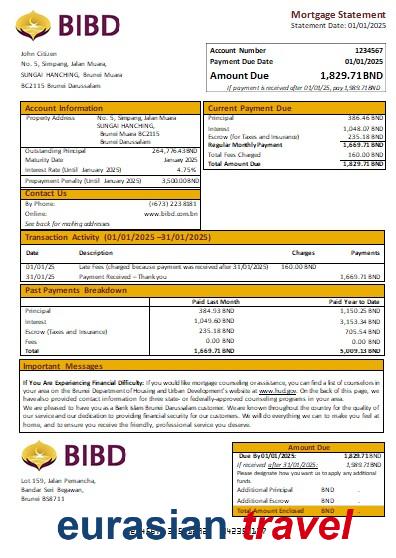 BIBD
Mortgage Statement
Statement Date: 01/01/2025
John Citizen
No. 5, Simpang, Jalan Muara,
SUNGAI HANCHING, Brunei Muara
BC2115 Brunei Darussalam
Account Number 1234567
Payment Due Date 01/01/2025
Amount Due 1,829.71BND
If payment is received after 01/01/25, pay 1,989.71BND
Account Information
Property Address No. 5, Simpang, Jalan Muara
SUNGAI HANCHING,
Brunei Muara BC2115
Brunei Darussalam
Outstanding Principal 264,776.43BND
Maturity Date January 2025
Interest Rate (Until January 2025) 4.75%
Prepayment Penalty (Until January 2025) 3,500.00BND
Contact Us
By Phone: (+673) 223 8181
Online: www.bibd.com.bn
See back for mailing addresses
Current Payment Due
Principal 386.46 BND
Interest 1,048.07 BND
Escrow (for Taxes and Insurance) 235.18 BND
Regular Monthly Payment 1,669.71 BND
Total Fees Charged 160.00 BND
Total Amount Due 1,829.71 BND
Transaction Activity (01/01/2025 –31/01/2025)
Date Description Charges Payments
01/01/25 Late Fees (charged because payment was received after 31/01/2025) 160.00 BND
31/01/25 Payment Received – Thank you 1,669.71 BND
Past Payments Breakdown
Paid Last Month Paid Year to Date
Principal 384.93 BND 1,150.25 BND
Interest 1,049.60 BND 3,153.34 BND
Escrow (Taxes and Insurance) 235.18 BND 705.54 BND
Fees 0.00 BND 0.00 BND
Total 1,669.71 BND 5,009.13 BND
Important Messages
If You Are Experiencing Financial Difficulty: If you would like mortgage counseling or assistance, you can find a list of counselors in
your area on the Brunei Department of Housing and Urban Development's website at www.hud.gov. On the back of this page, we
have also provided contact information for three state- or federally-approved counseling programs in your area.
We are pleased to have you as a Bank Islam Brunei Darussalam customer. We are known throughout the country for the quality of
our service and our dedication to providing financial security for our customers. We will do everything we can to make you feel at
home, and to ensure you receive the friendly, professional service you deserve.
BIBD
Lot 159, Jalan Pemancha,
Bandar Seri Begawan,
Brunei BS8711
Amount Due
Due By 01/01/2025: 1,829.71BND
If received after 31/01/2025: 1,989.71BND
Please designate how you want us to apply any additional
funds.
Additional Principal BND .
Additional Escrow BND .
Total Amount Enclosed BND .
eurasian-travel